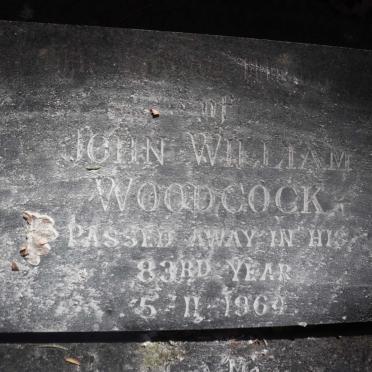 of
JOHN WILLIAM
WOODCOCK
PASSED AWAY IN HIS
83RD YEAR
5-11-1969